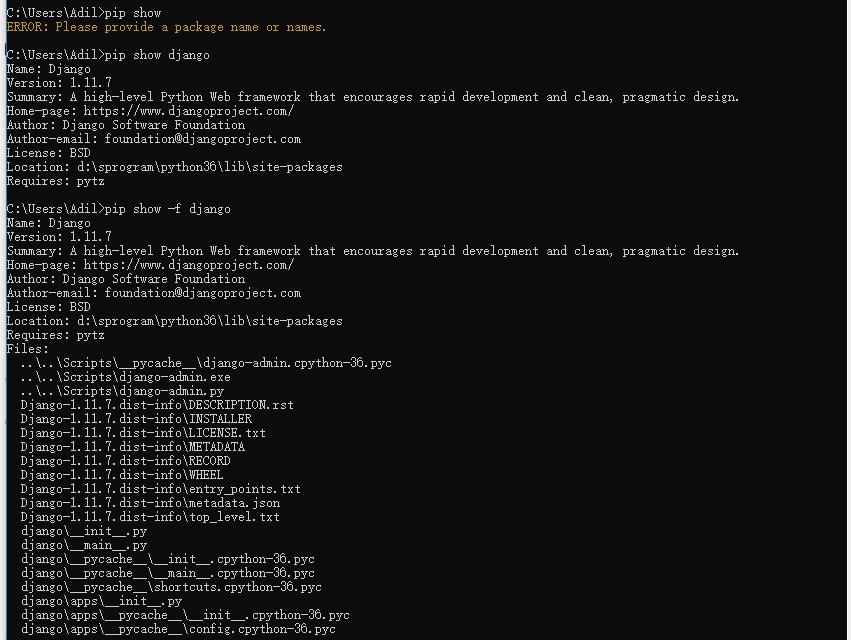 C:\Users\Adil>pip show
ERROR: Please provide a package name or names.
C:\Users\Adil>pip show django
Name: Django
Version: 1.11.7
Summary: A high-level Python Web framework that encourages rapid development and clean, pragmatic design.
Home-page: https://www.djangoproject.com/
Author: Django Software Foundation
Author-email: foundation@djangoproject.com
License: BSD
Location: d:\sprogram\python36\lib\site-packages
Requires: pytz
C:\Users\Adil>pip show -f django
Name: Django
Version: 1.11.7
Summary: A high-level Python Web framework that encourages rapid development and clean, pragmatic design.
Home-page: https://www.djangoproject.com/
Author: Django Software Foundation
Author-email: foundation@djangoproject.com
License: BSD
Location: d:\sprogram\python36\lib\site-packages
Requires: pytz
Files:
..\..\Scripts\__pycache__\django-admin.cpython-36.pyc
..\..\Scripts\django-admin.exe
..\..\Scripts\django-admin.py
Django-1.11.7.dist-info\DESCRIPTION.rst
Django-1.11.7.dist-info\INSTALLER
Django-1.11.7.dist-info\LICENSE.txt
Django-1.11.7.dist-info\METADATA
Django-1.11.7.dist-info\RECORD
Django-1.11.7.dist-info\WHEEL
Django-1.11.7.dist-info\entry_points.txt
Django-1.11.7.dist-info\metadata.json
Django-1.11.7.dist-info\top_level.txt
django\__init__.py
django\__main__.py
django\__pycache__\__init__.cpython-36.pyc
django\__pycache__\__main__.cpython-36.pyc
django\__pycache__\shortcuts.cpython-36.pyc
django\apps\__init__.py
django\apps\__pycache__\__init__.cpython-36.pyc
django\apps\__pycache__\config.cpython-36.pyc